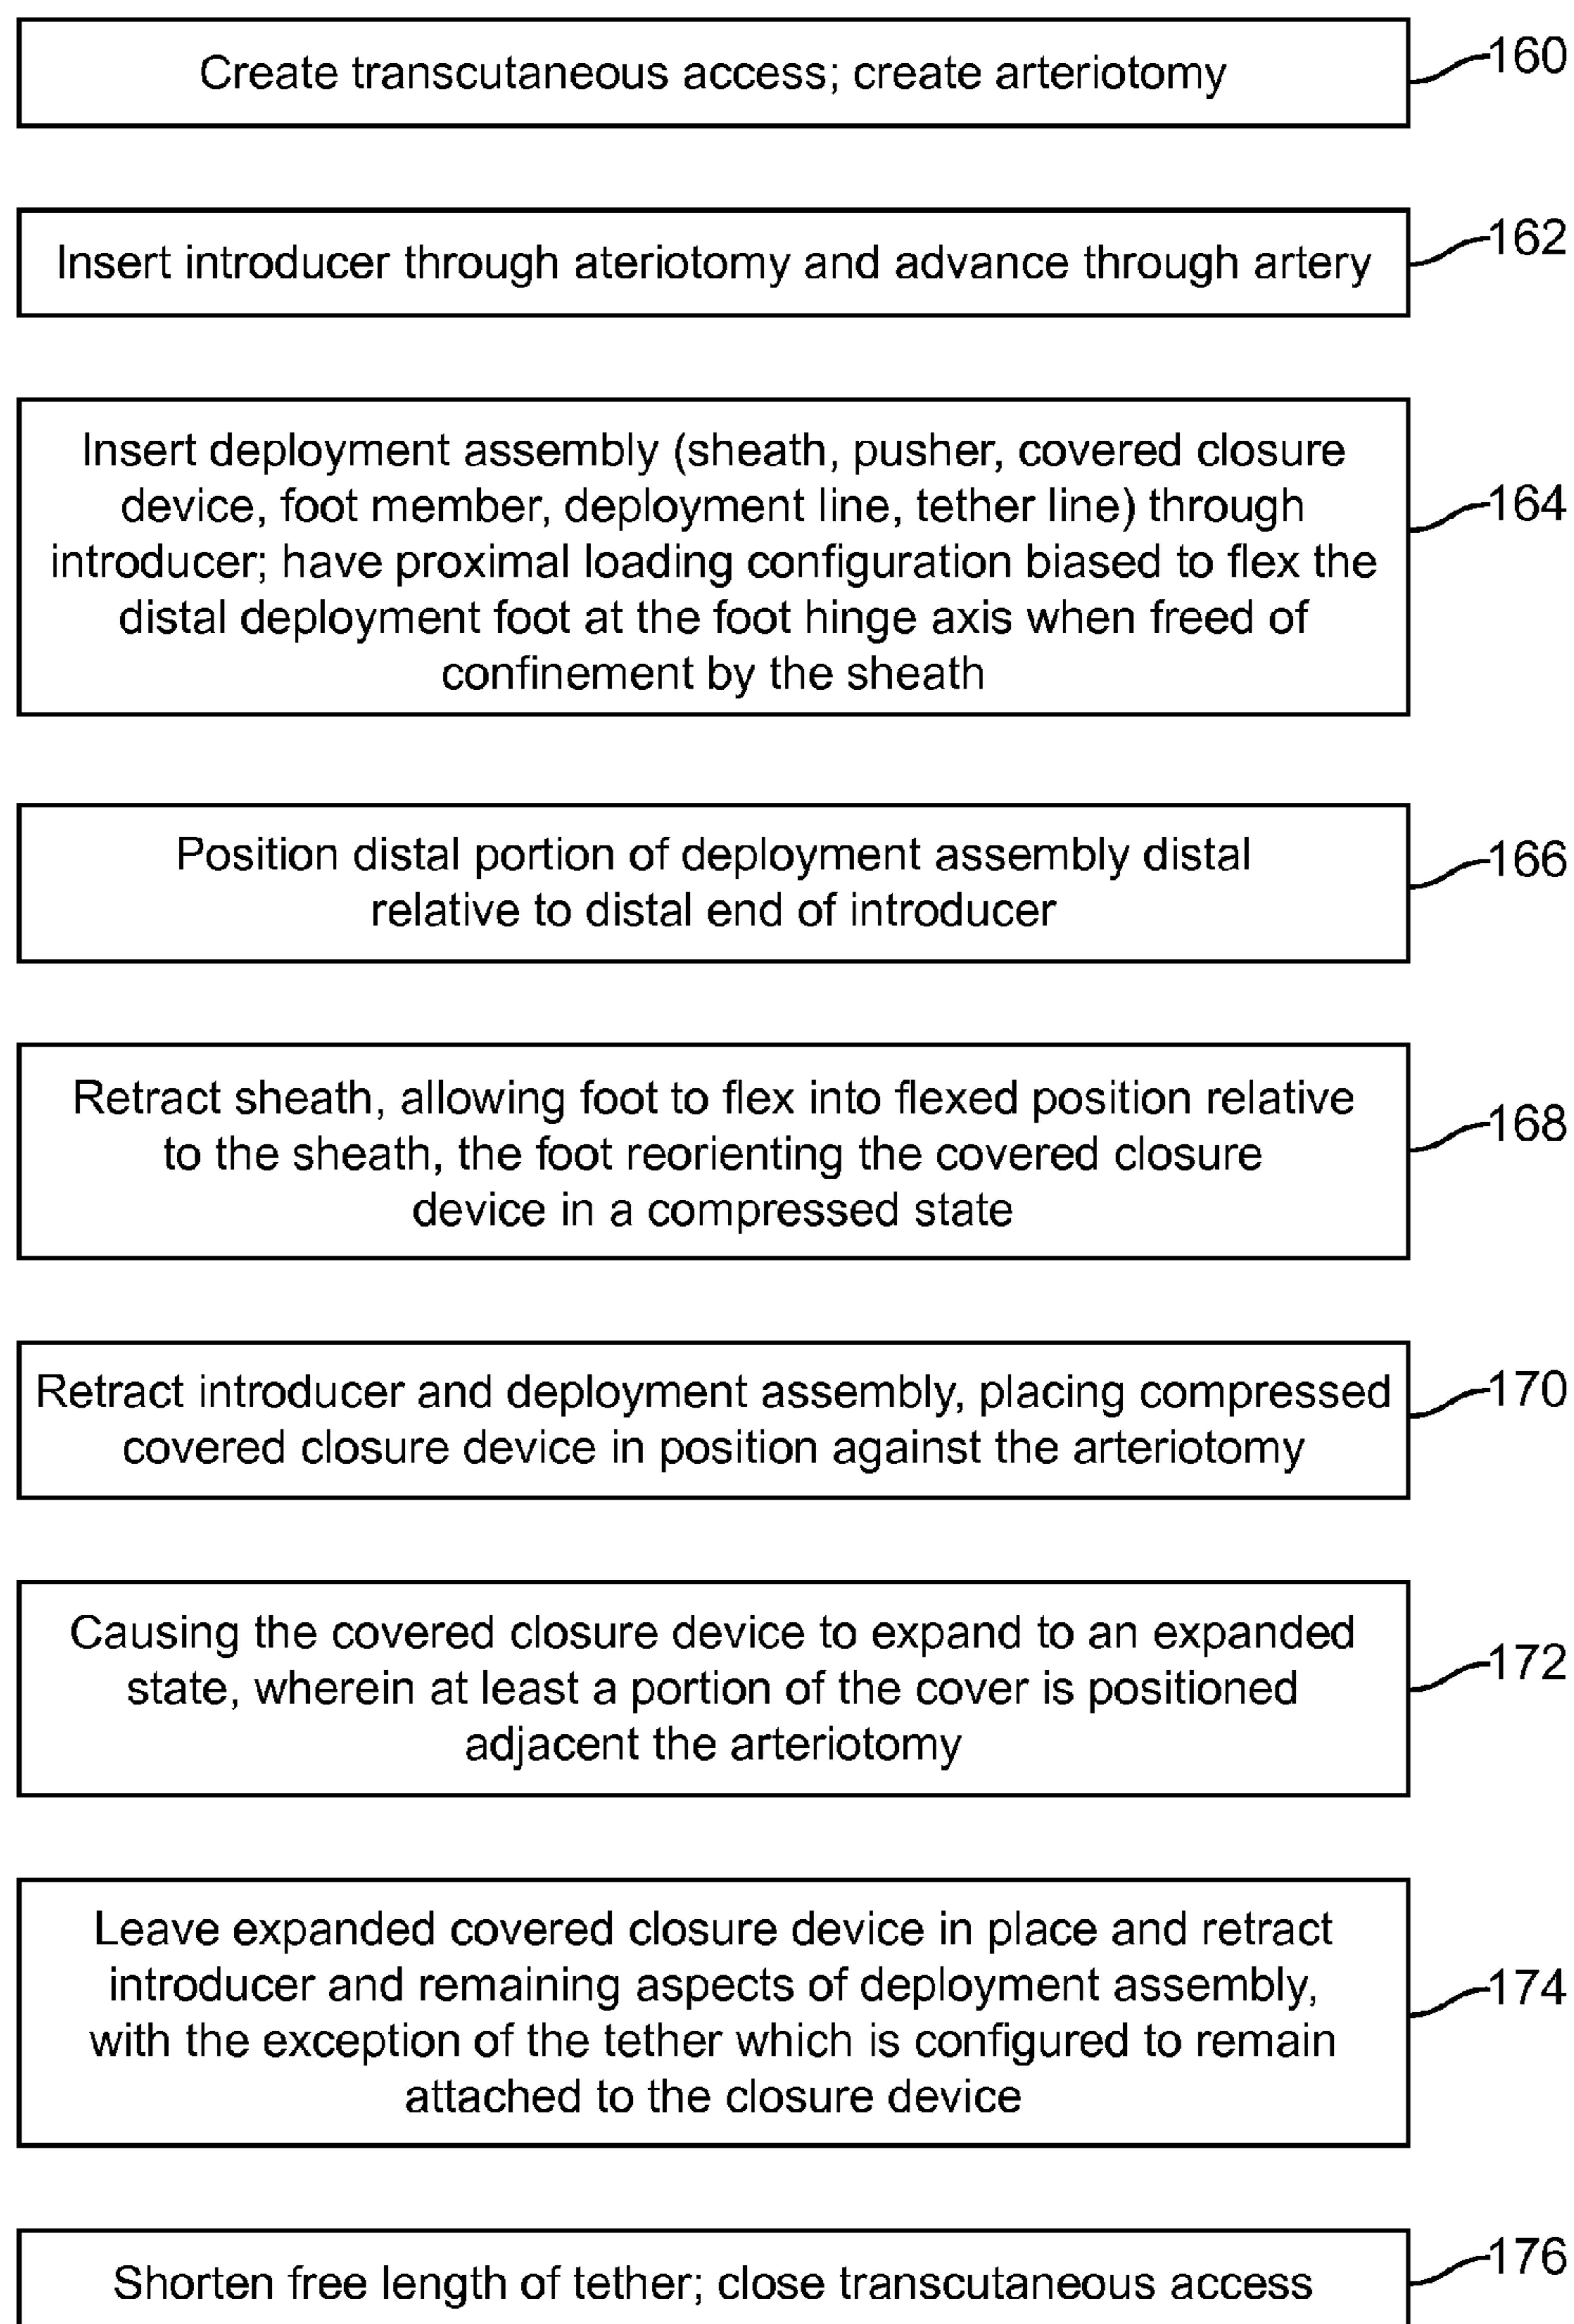 Create transcutaneous access; create arteriotomy
160
Insert introducer through ateriotomy and advance through artery
162
Insert deployment assembly (sheath, pusher, covered closure
device, foot member, deployment line, tether line) through
introducer; have proximal loading configuration biased to flex the
distal deployment foot at the foot hinge axis when freed of
confinement by the sheath
164
Position distal portion of deployment assembly distal
relative to distal end of introducer
166
Retract sheath, allowing foot to flex into flexed position relative
to the sheath, the foot reorienting the covered closure
device in a compressed state
168
Retract introducer and deployment assembly, placing compressed
covered closure device in position against the arteriotomy
170
Causing the covered closure device to expand to an expanded
state, wherein at least a portion of the cover is positioned
adjacent the arteriotomy
172
Leave expanded covered closure device in place and retract
introducer and remaining aspects of deployment assembly,
with the exception of the tether which is configured to remain
attached to the closure device
174
Shorten free length of tether; close transcutaneous access
176